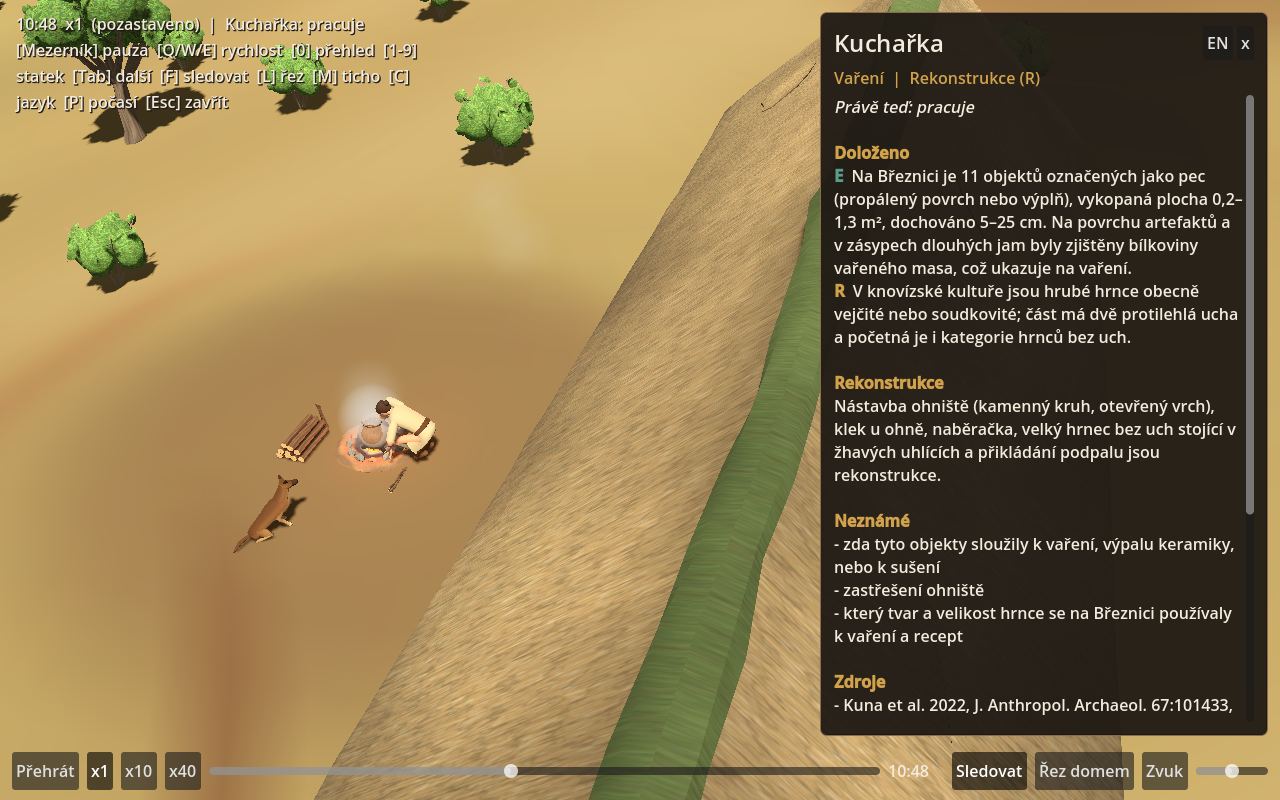 10:48 x1 (pozastaveno) | Kuchařka: pracuje
[Mezerník] pauza [Q/W/E] rychlost [0] přehled [1-9]
statek [Tab] další [F] sledovat [L] řez [M] ticho [C]
jazyk [P] počasí [Esc] zavřít
Kuchařka
EN x
Vaření | Rekonstrukce (R)
Právě teď: pracuje
Doloženo
E Na Březnici je 11 objektů označených jako pec
(propálený povrch nebo výplň), vykopaná plocha 0,2–
1,3 m², dochováno 5–25 cm. Na povrchu artefaktů a
v zásypech dlouhých jam byly zjištěny bílkoviny
vařeného masa, což ukazuje na vaření.
R V knovízské kultuře jsou hrubé hrnce obecně
vejčité nebo soudkovité; část má dvě protilehlá ucha
a početná je i kategorie hrnců bez uch.
Rekonstrukce
Nástavba ohniště (kamenný kruh, otevřený vrch),
klek u ohně, naběračka, velký hrnec bez uch stojící v
žhavých uhlících a přikládání podpalu jsou
rekonstrukce.
Neznámé
- zda tyto objekty sloužily k vaření, výpalu keramiky,
nebo k sušení
- zastřešení ohniště
- který tvar a velikost hrnce se na Březnici používaly
k vaření a recept
Zdroje
- Kuna et al. 2022, J. Anthropol. Archaeol. 67:101433,
Přehrát x1 x10 x40 10:48 Sledovat Řez domem Zvuk